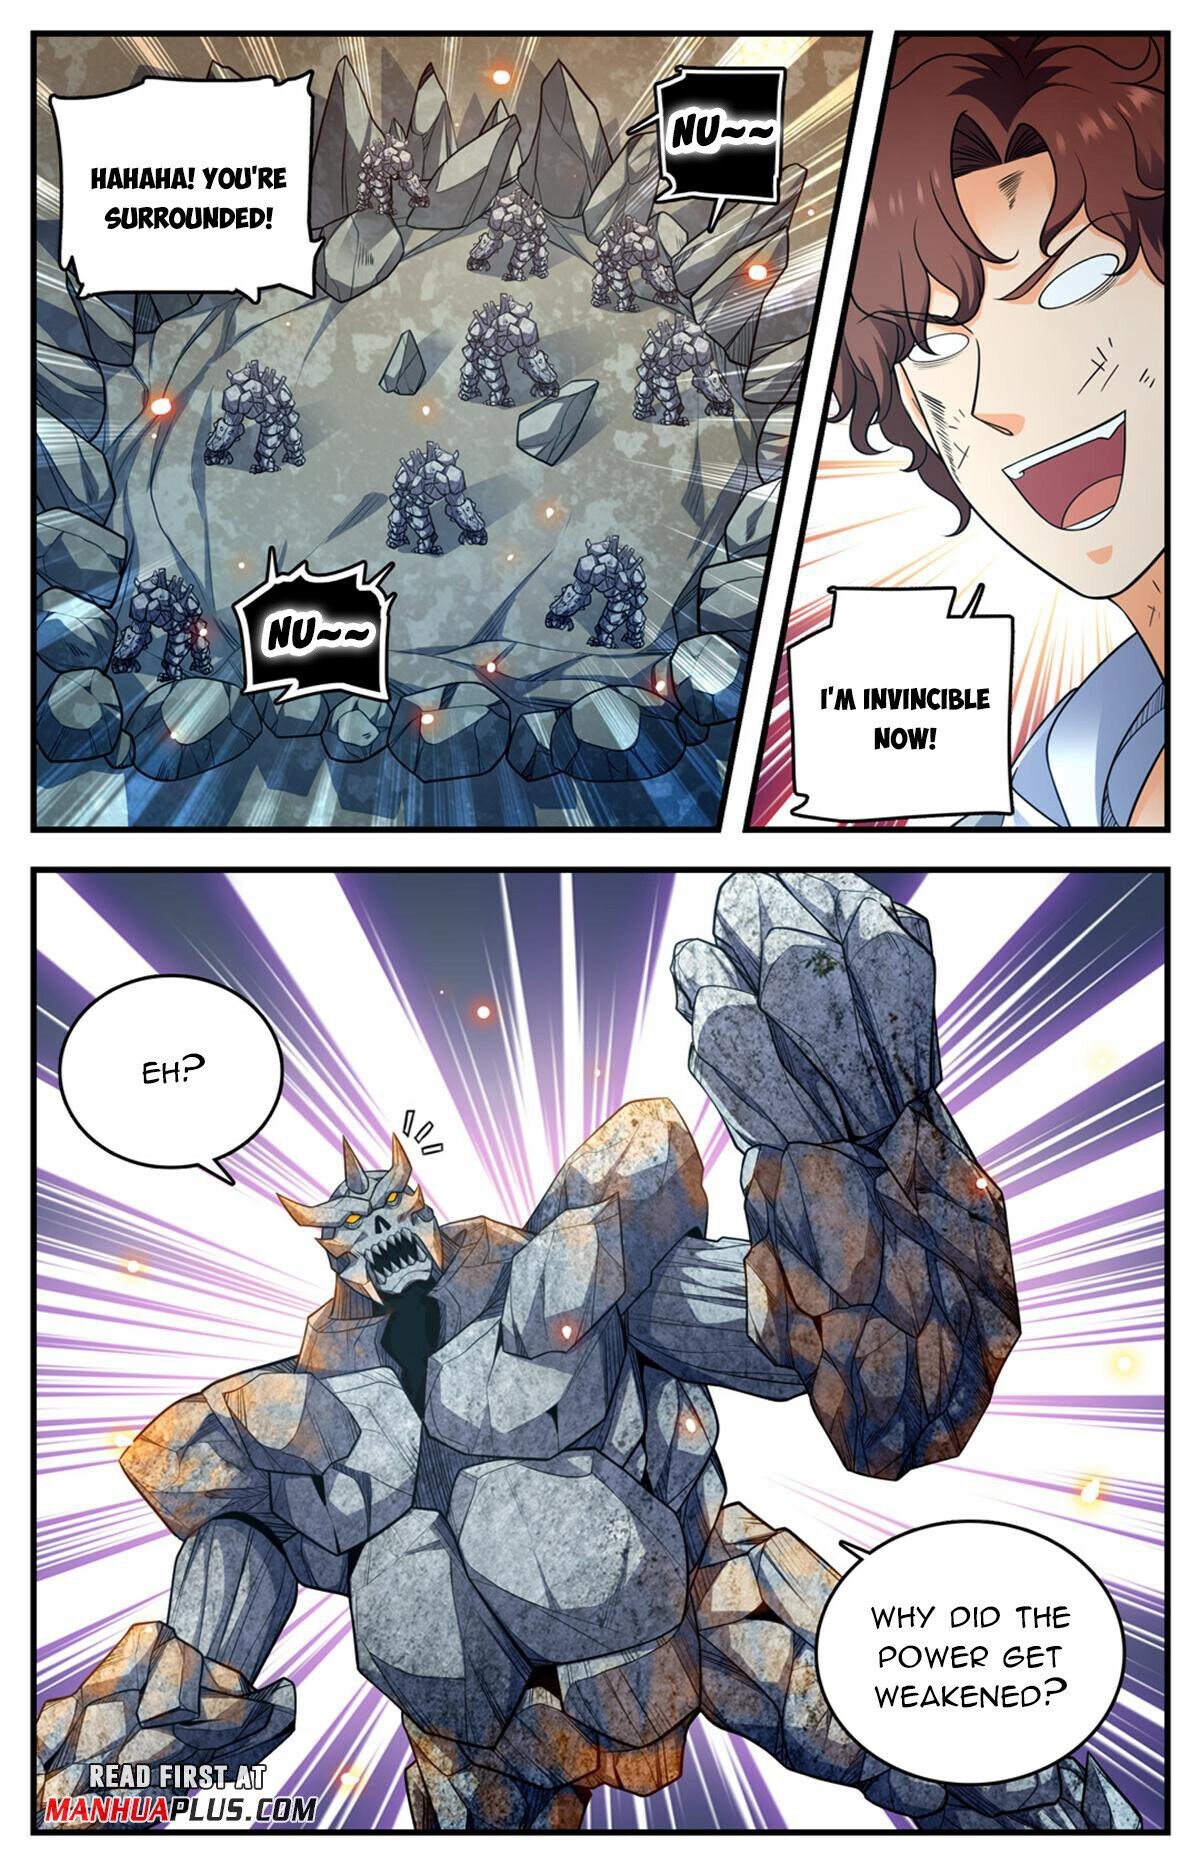 HAHAHA! YOU'RE
SURROUNDED!
NU~~
NU~~
I'M INVINCIBLE
NOW!
EH?
WHY DID THE
POWER GET
WEAKENED?
READ FIRST AT
MANHUAPLUS.COM